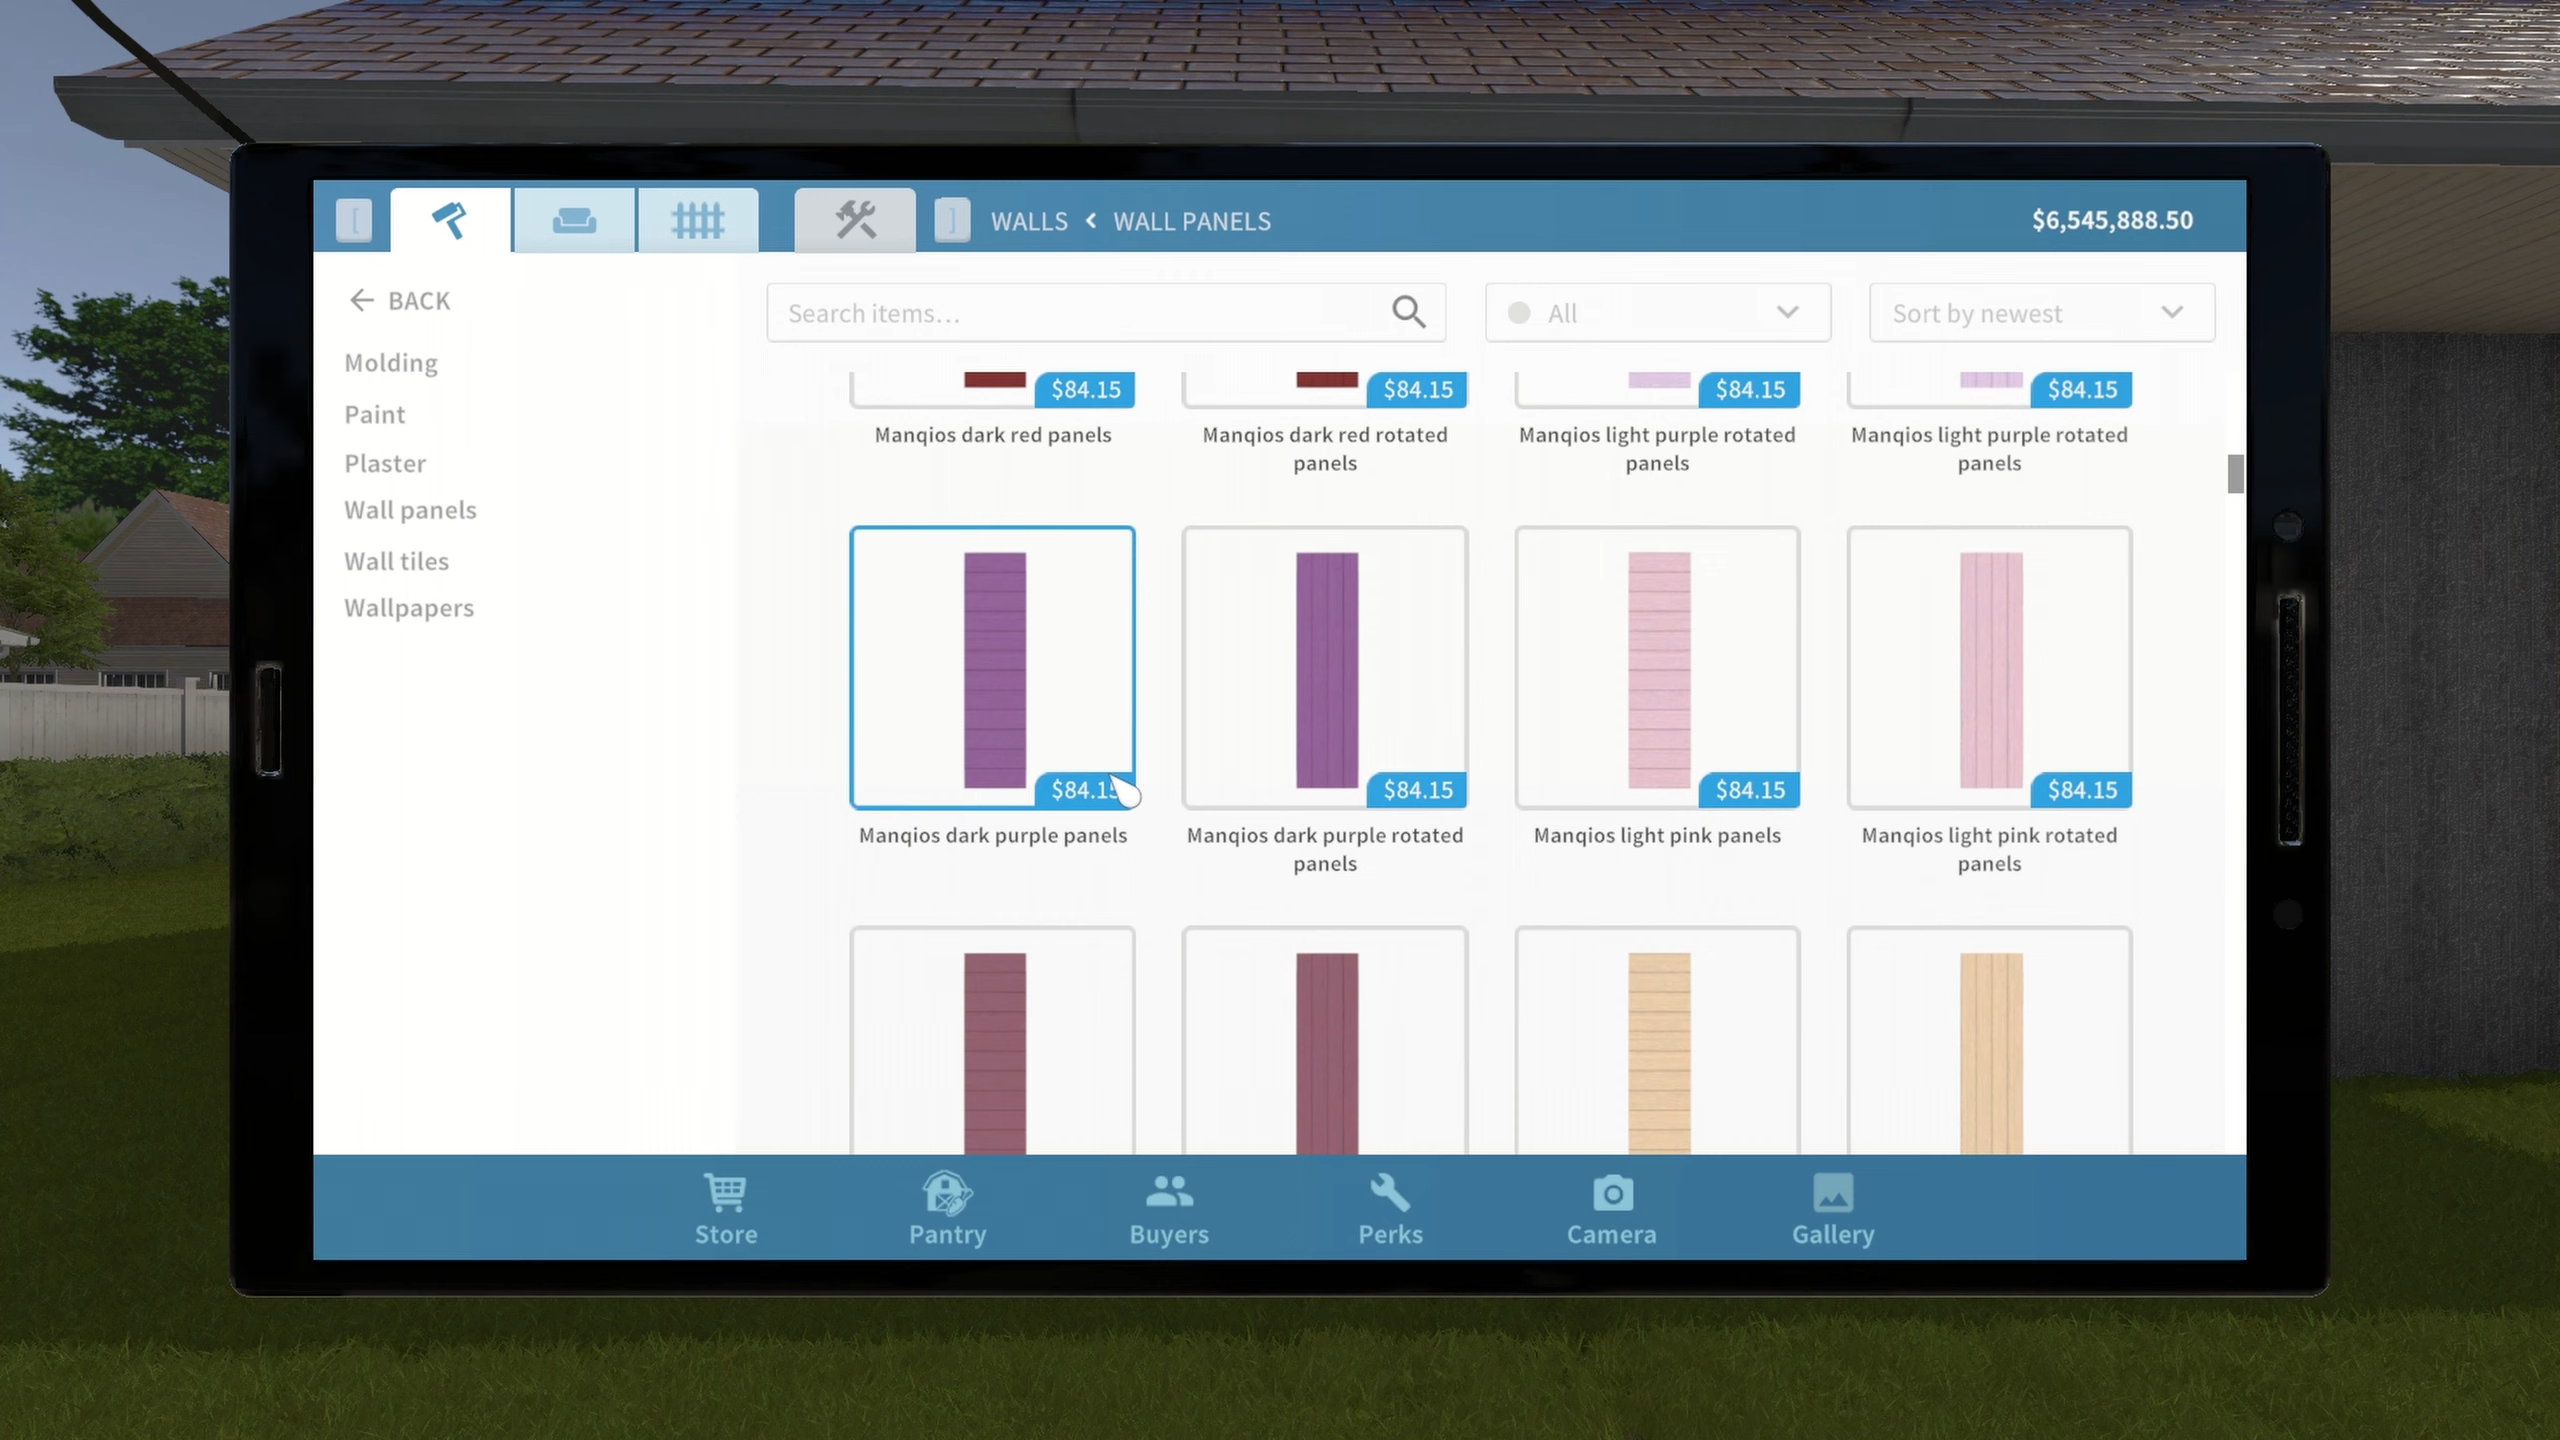 [
]
WALLS < WALL PANELS
$6,545,888.50
BACK
Search items...
All
Sort by newest
Molding
Paint
Plaster
Wall panels
Wall tiles
Wallpapers
$84.15
$84.15
$84.15
$84.15
Manqios dark red panels
Manqios dark red rotated
panels
Manqios light purple rotated
panels
Manqios light purple rotated
panels
$84.15
$84.15
$84.15
$84.15
Manqios dark purple panels
Manqios dark purple rotated
panels
Manqios light pink panels
Manqios light pink rotated
panels
Store
Pantry
Buyers
Perks
Camera
Gallery